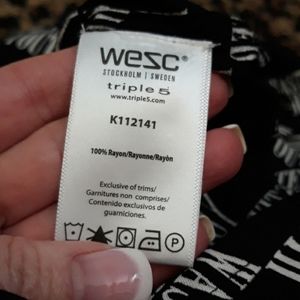 wesc®
STOCKHOLM | SWEDEN
triple5
www.triple5.com
K112141
100% Rayon/Rayonne/Rayón
Exclusive of trims/
Garnitures non comprises/
Contenido exclusivos de
guarniciones.
P
WAS